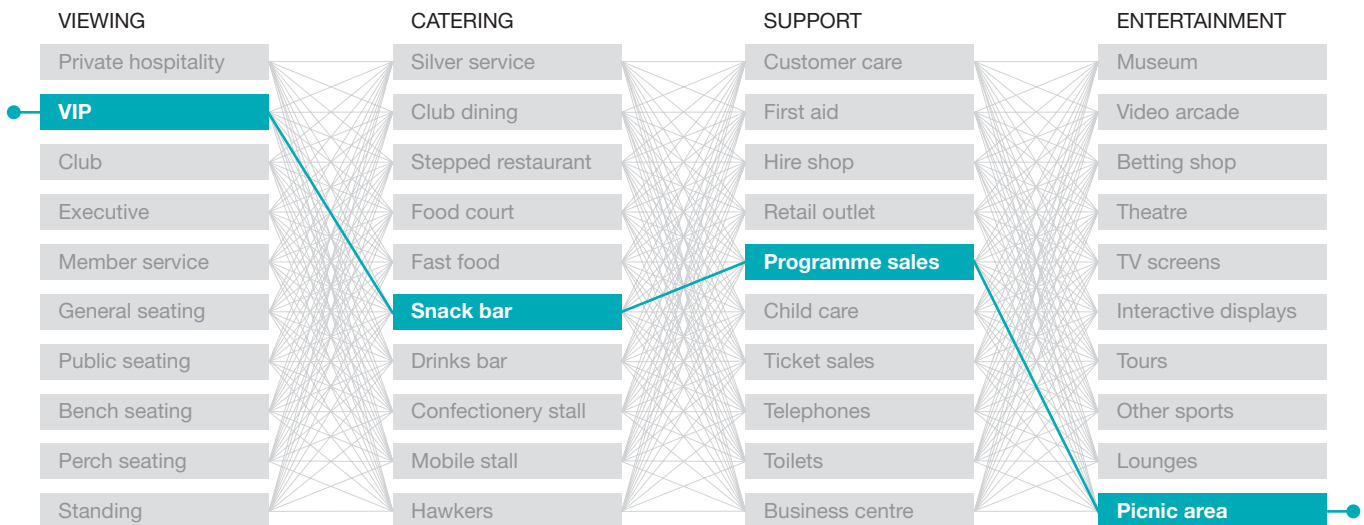 VIEWING
CATERING
SUPPORT
ENTERTAINMENT
Private hospitality
Silver service
Customer care
Museum
VIP
Club dining
First aid
Video arcade
Club
Stepped restaurant
Hire shop
Betting shop
Executive
Food court
Retail outlet
Theatre
Member service
Fast food
Programme sales
TV screens
General seating
Snack bar
Child care
Interactive displays
Public seating
Drinks bar
Ticket sales
Tours
Bench seating
Confectionery stall
Telephones
Other sports
Perch seating
Mobile stall
Toilets
Lounges
Standing
Hawkers
Business centre
Picnic area